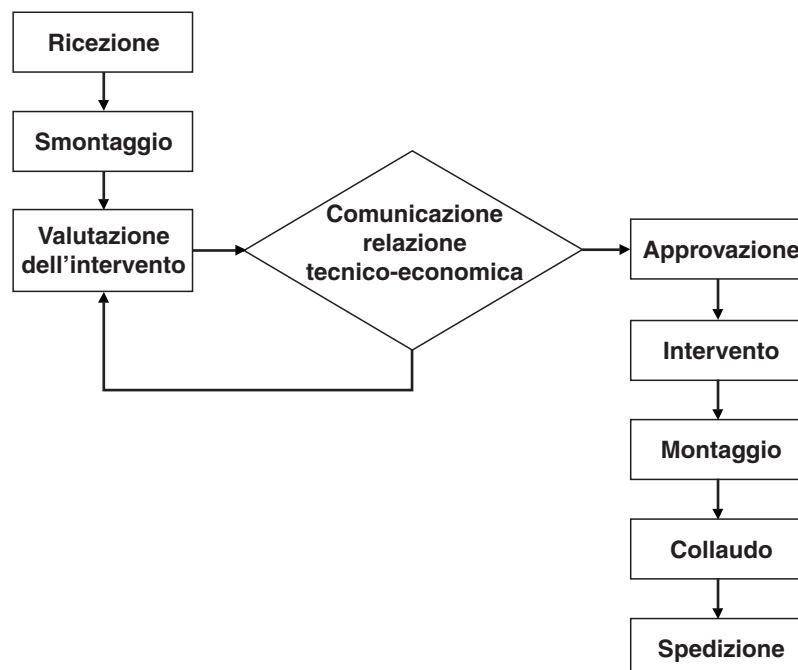 Ricezione
Smontaggio
Valutazione
dell'intervento
Comunicazione
relazione
tecnico-economica
Approvazione
Intervento
Montaggio
Collaudo
Spedizione